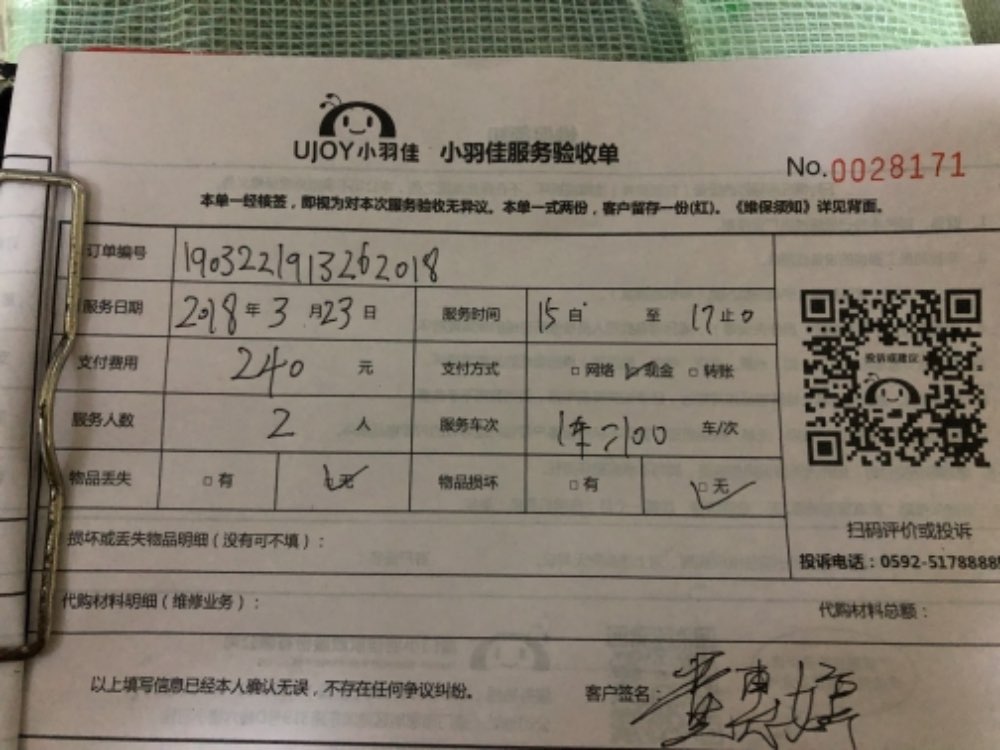 UJOY小羽佳 小羽佳服务验收单
No.0028171
本单一经核签，即视为对本次服务验收无异议。本单一式两份，客户留存一份(红)。《维保须知》详见背面。
订单编号 1903221913262018
服务日期 2018年3月23日 服务时间 15自 至 17止0
支付费用 240 元 支付方式 □网络 ☑现金 □转账
投诉或建议
服务人数 2 人 服务车次 1车=100 车/次
物品丢失 □有 ☑无 物品损坏 □有 ☑无
扫码评价或投诉
损坏或丢失物品明细（没有可不填）：
投诉电话：0592-5178888
代购材料明细（维修业务）： 代购材料总额：
以上填写信息已经本人确认无误，不存在任何争议纠纷。 客户签名：黄惠婷